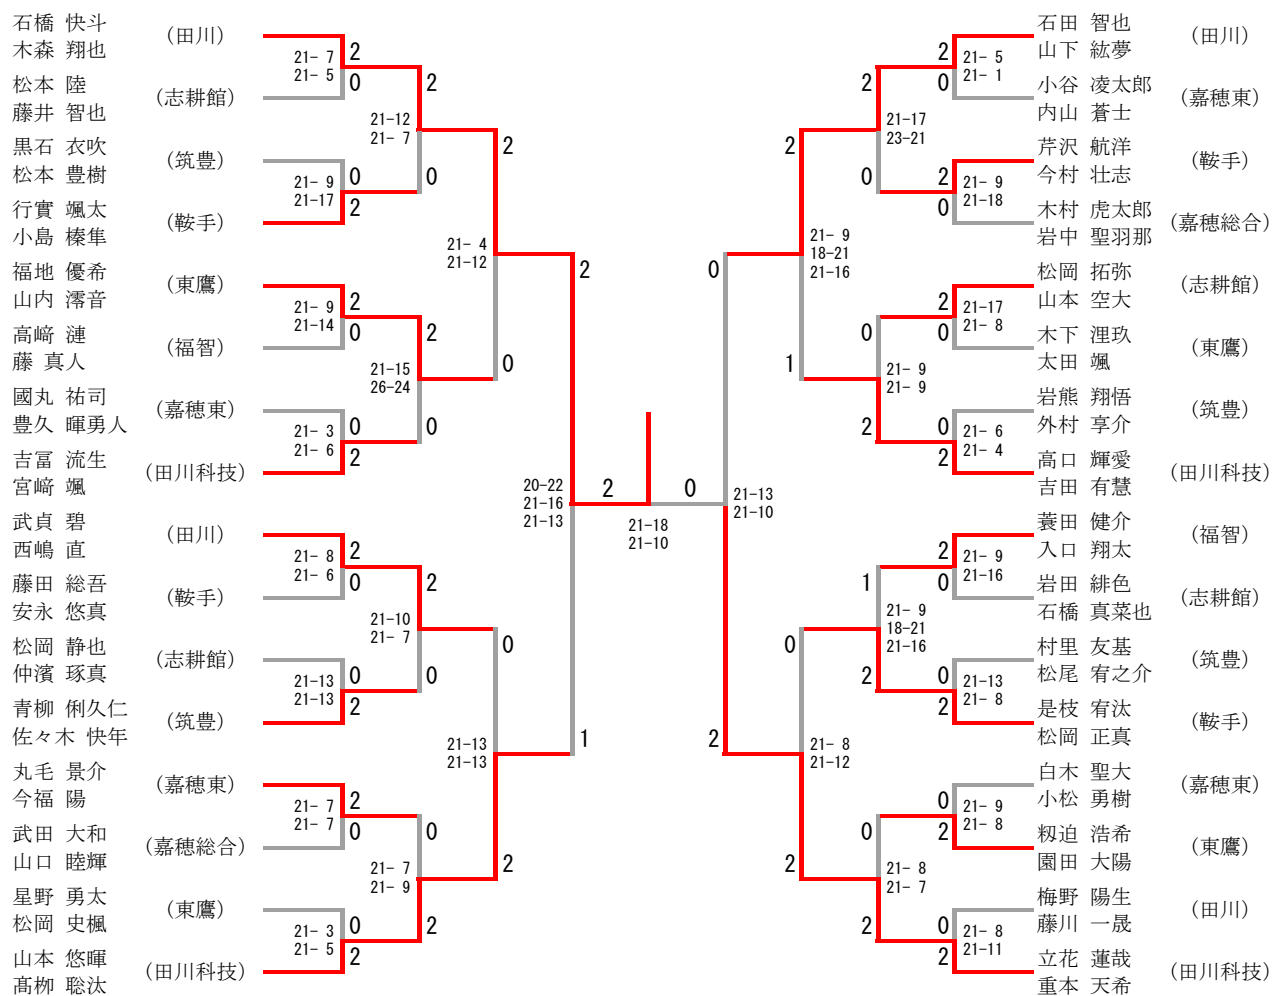 石橋 快斗
木森 翔也
(田川)
松本 陸
藤井 智也
(志耕館)
黒石 衣吹
松本 豊樹
(筑豊)
行實 颯太
小島 榛隼
(鞍手)
福地 優希
山内 澪音
(東鷹)
高﨑 漣
藤 真人
(福智)
國丸 祐司
豊久 暉勇人
(嘉穂東)
吉冨 流生
宮﨑 颯
(田川科技)
武貞 碧
西嶋 直
(田川)
藤田 総吾
安永 悠真
(鞍手)
松岡 静也
仲濱 琢真
(志耕館)
青柳 俐久仁
佐々木 快年
(筑豊)
丸毛 景介
今福 陽
(嘉穂東)
武田 大和
山口 睦輝
(嘉穂総合)
星野 勇太
松岡 史楓
(東鷹)
山本 悠暉
髙栁 聡汰
(田川科技)
21- 7
21- 5
2
0
21- 9
21-17
0
2
21- 9
21-14
2
0
21- 3
21- 6
0
2
21- 8
21- 6
2
0
21-13
21-13
0
2
21- 7
21- 7
2
0
21- 3
21- 5
0
2
21-12
21- 7
2
0
21-15
26-24
2
0
21-10
21- 7
2
0
21- 7
21- 9
0
2
21- 4
21-12
2
0
21-13
21-13
0
2
20-22
21-16
21-13
2
1
2
0
21-18
21-10
21-13
21-10
0
2
21- 9
18-21
21-16
2
1
21- 8
21-12
0
2
21-17
23-21
2
0
21- 9
21- 9
0
2
21- 9
18-21
21-16
1
2
21- 8
21- 7
0
2
2
0
21- 5
21- 1
2
0
21- 9
21-18
2
0
21-17
21- 8
0
2
21- 6
21- 4
2
0
21- 9
21-16
0
2
21-13
21- 8
0
2
21- 9
21- 8
0
2
21- 8
21-11
石田 智也
山下 紘夢
(田川)
小谷 凌太郎
内山 蒼士
(嘉穂東)
芹沢 航洋
今村 壮志
(鞍手)
木村 虎太郎
岩中 聖羽那
(嘉穂総合)
松岡 拓弥
山本 空大
(志耕館)
木下 浬玖
太田 颯
(東鷹)
岩熊 翔悟
外村 享介
(筑豊)
高口 輝愛
吉田 有慧
(田川科技)
蓑田 健介
入口 翔太
(福智)
岩田 緋色
石橋 真菜也
(志耕館)
村里 友基
松尾 宥之介
(筑豊)
是枝 宥汰
松岡 正真
(鞍手)
白木 聖大
小松 勇樹
(嘉穂東)
籾迫 浩希
園田 大陽
(東鷹)
梅野 陽生
藤川 一晟
(田川)
立花 蓮哉
重本 天希
(田川科技)